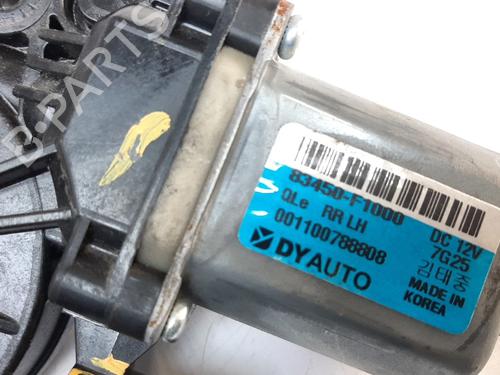 83450-F1000
QLe RR LH DC 12V
001100788808 7G25
DYAUTO 김태중
MADE IN
KOREA
B-PARTS